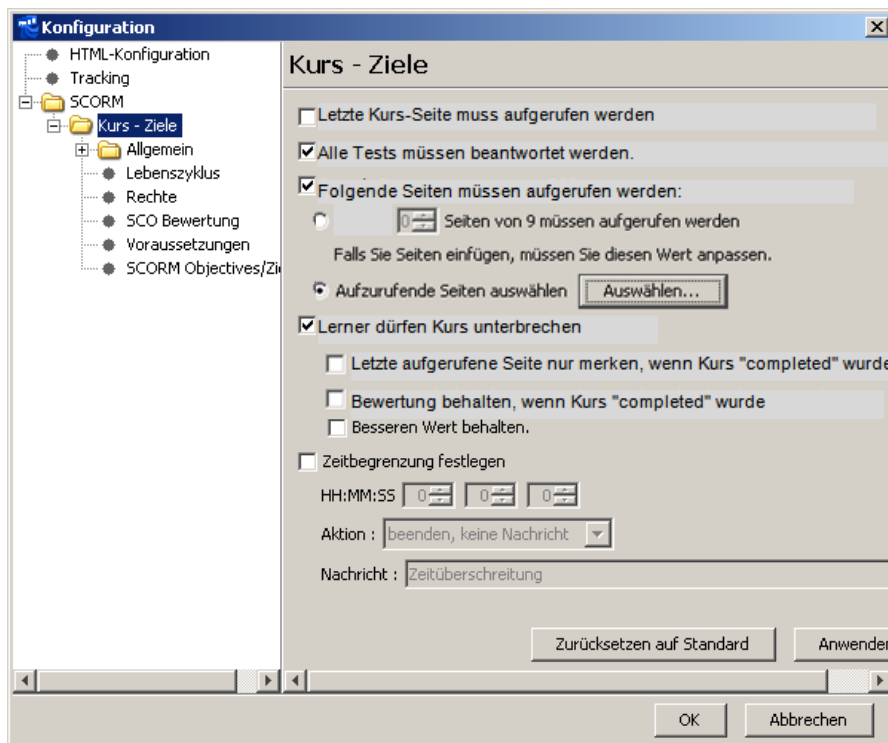 Konfiguration
HTML-Konfiguration
Tracking
SCORM
Kurs - Ziele
Allgemein
Lebenszyklus
Rechte
SCO Bewertung
Voraussetzungen
SCORM Objectives/Zi
Kurs - Ziele
Letzte Kurs-Seite muss aufgerufen werden
Alle Tests müssen beantwortet werden.
Folgende Seiten müssen aufgerufen werden:
0 Seiten von 9 müssen aufgerufen werden
Falls Sie Seiten einfügen, müssen Sie diesen Wert anpassen.
Aufzurufende Seiten auswählen Auswählen...
Lerner dürfen Kurs unterbrechen
Letzte aufgerufene Seite nur merken, wenn Kurs "completed" wurde
Bewertung behalten, wenn Kurs "completed" wurde
Besseren Wert behalten.
Zeitbegrenzung festlegen
HH:MM:SS 0 0 0
Aktion : beenden, keine Nachricht
Nachricht : Zeitüberschreitung
Zurücksetzen auf Standard Anwenden
OK Abbrechen